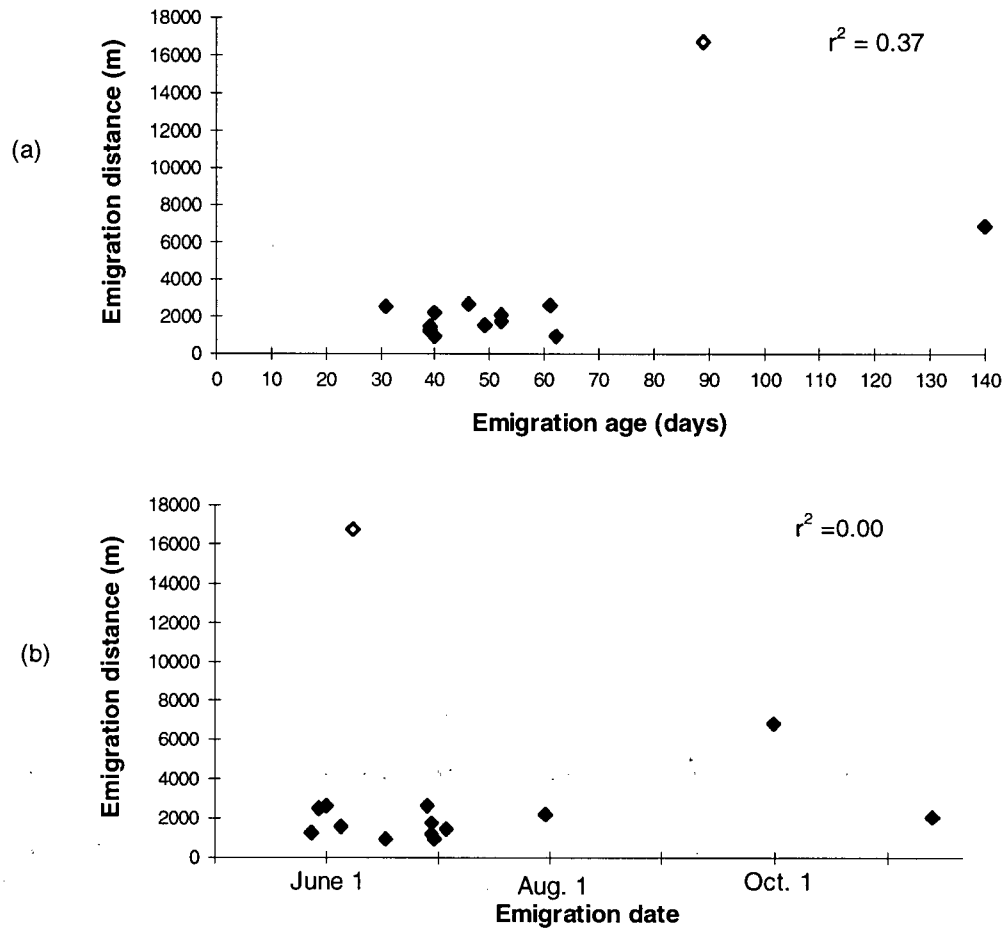 (a)
Emigration distance (m)
18000
16000
14000
12000
10000
8000
6000
4000
2000
0
r² = 0.37
0 10 20 30 40 50 60 70 80 90 100 110 120 130 140
Emigration age (days)
(b)
Emigration distance (m)
18000
16000
14000
12000
10000
8000
6000
4000
2000
0
r² =0.00
June 1 Aug. 1 Oct. 1
Emigration date